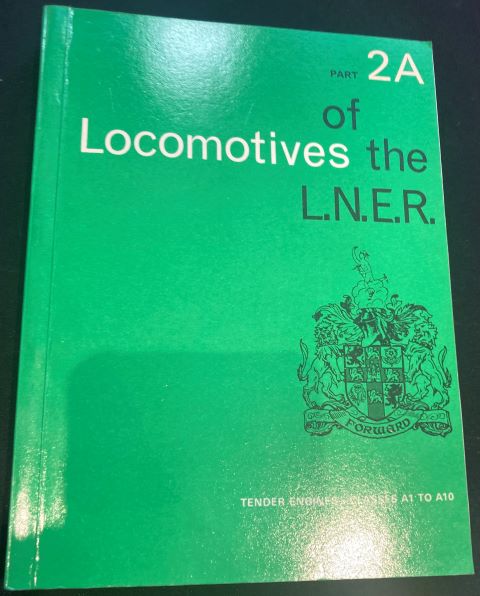 PART 2A
of
Locomotives the
L.N.E.R.
FORWARD
TENDER ENGINES - CLASSES A1 TO A10